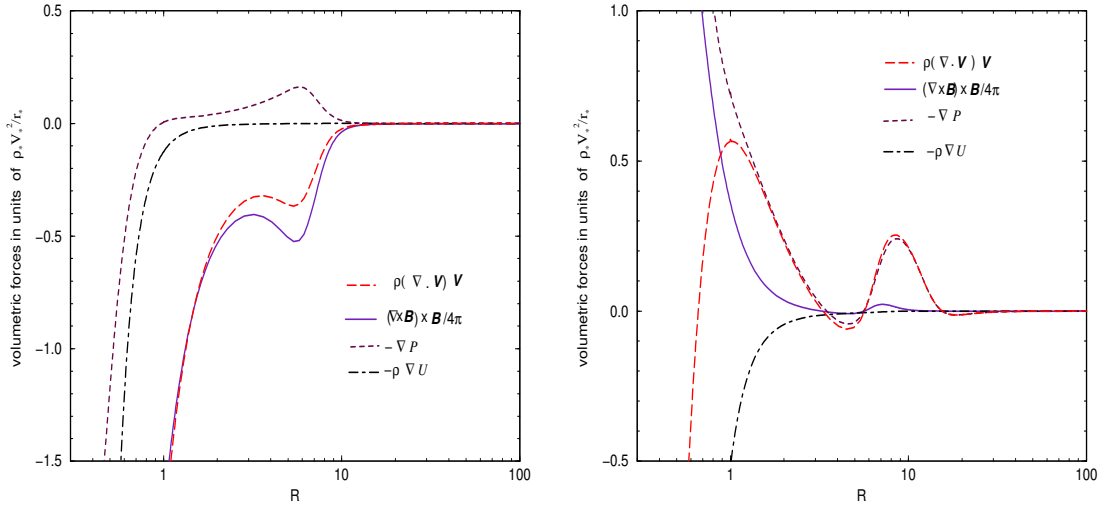 volumetric forces in units of ρ*V*²/r*
0.5
0.0
−0.5
−1.0
−1.5
1
10
100
R
ρ( ∇ . V) V
(∇×B) × B/4π
− ∇ P
−ρ ∇ U
volumetric forces in units of ρ*V*²/r*
1.0
0.5
0.0
−0.5
1
10
100
R
ρ( ∇ . V) V
(∇×B) × B/4π
− ∇ P
−ρ ∇ U